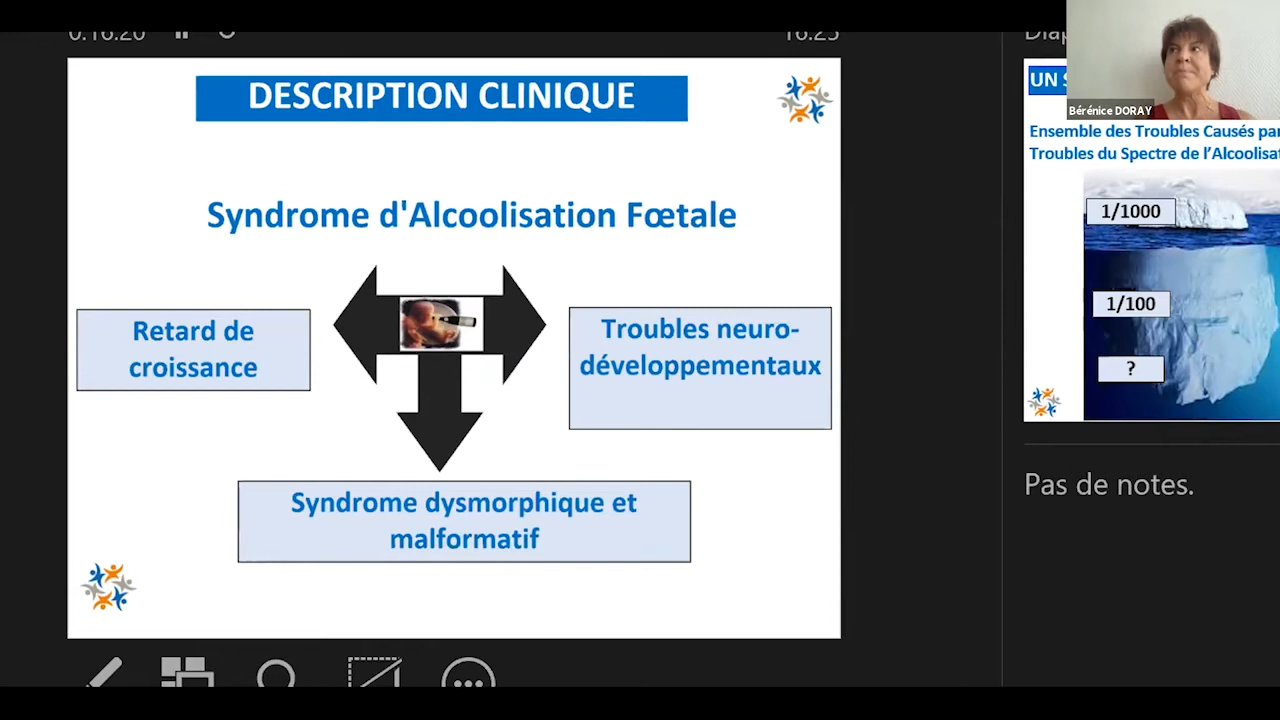 0:16:20
16:25
DESCRIPTION CLINIQUE
Syndrome d'Alcoolisation Fœtale
Retard de
croissance
Troubles neuro-
développementaux
Syndrome dysmorphique et
malformatif
Bérénice DORAY
Ensemble des Troubles Causés par
Troubles du Spectre de l'Alcoolisat
1/1000
1/100
?
Pas de notes.